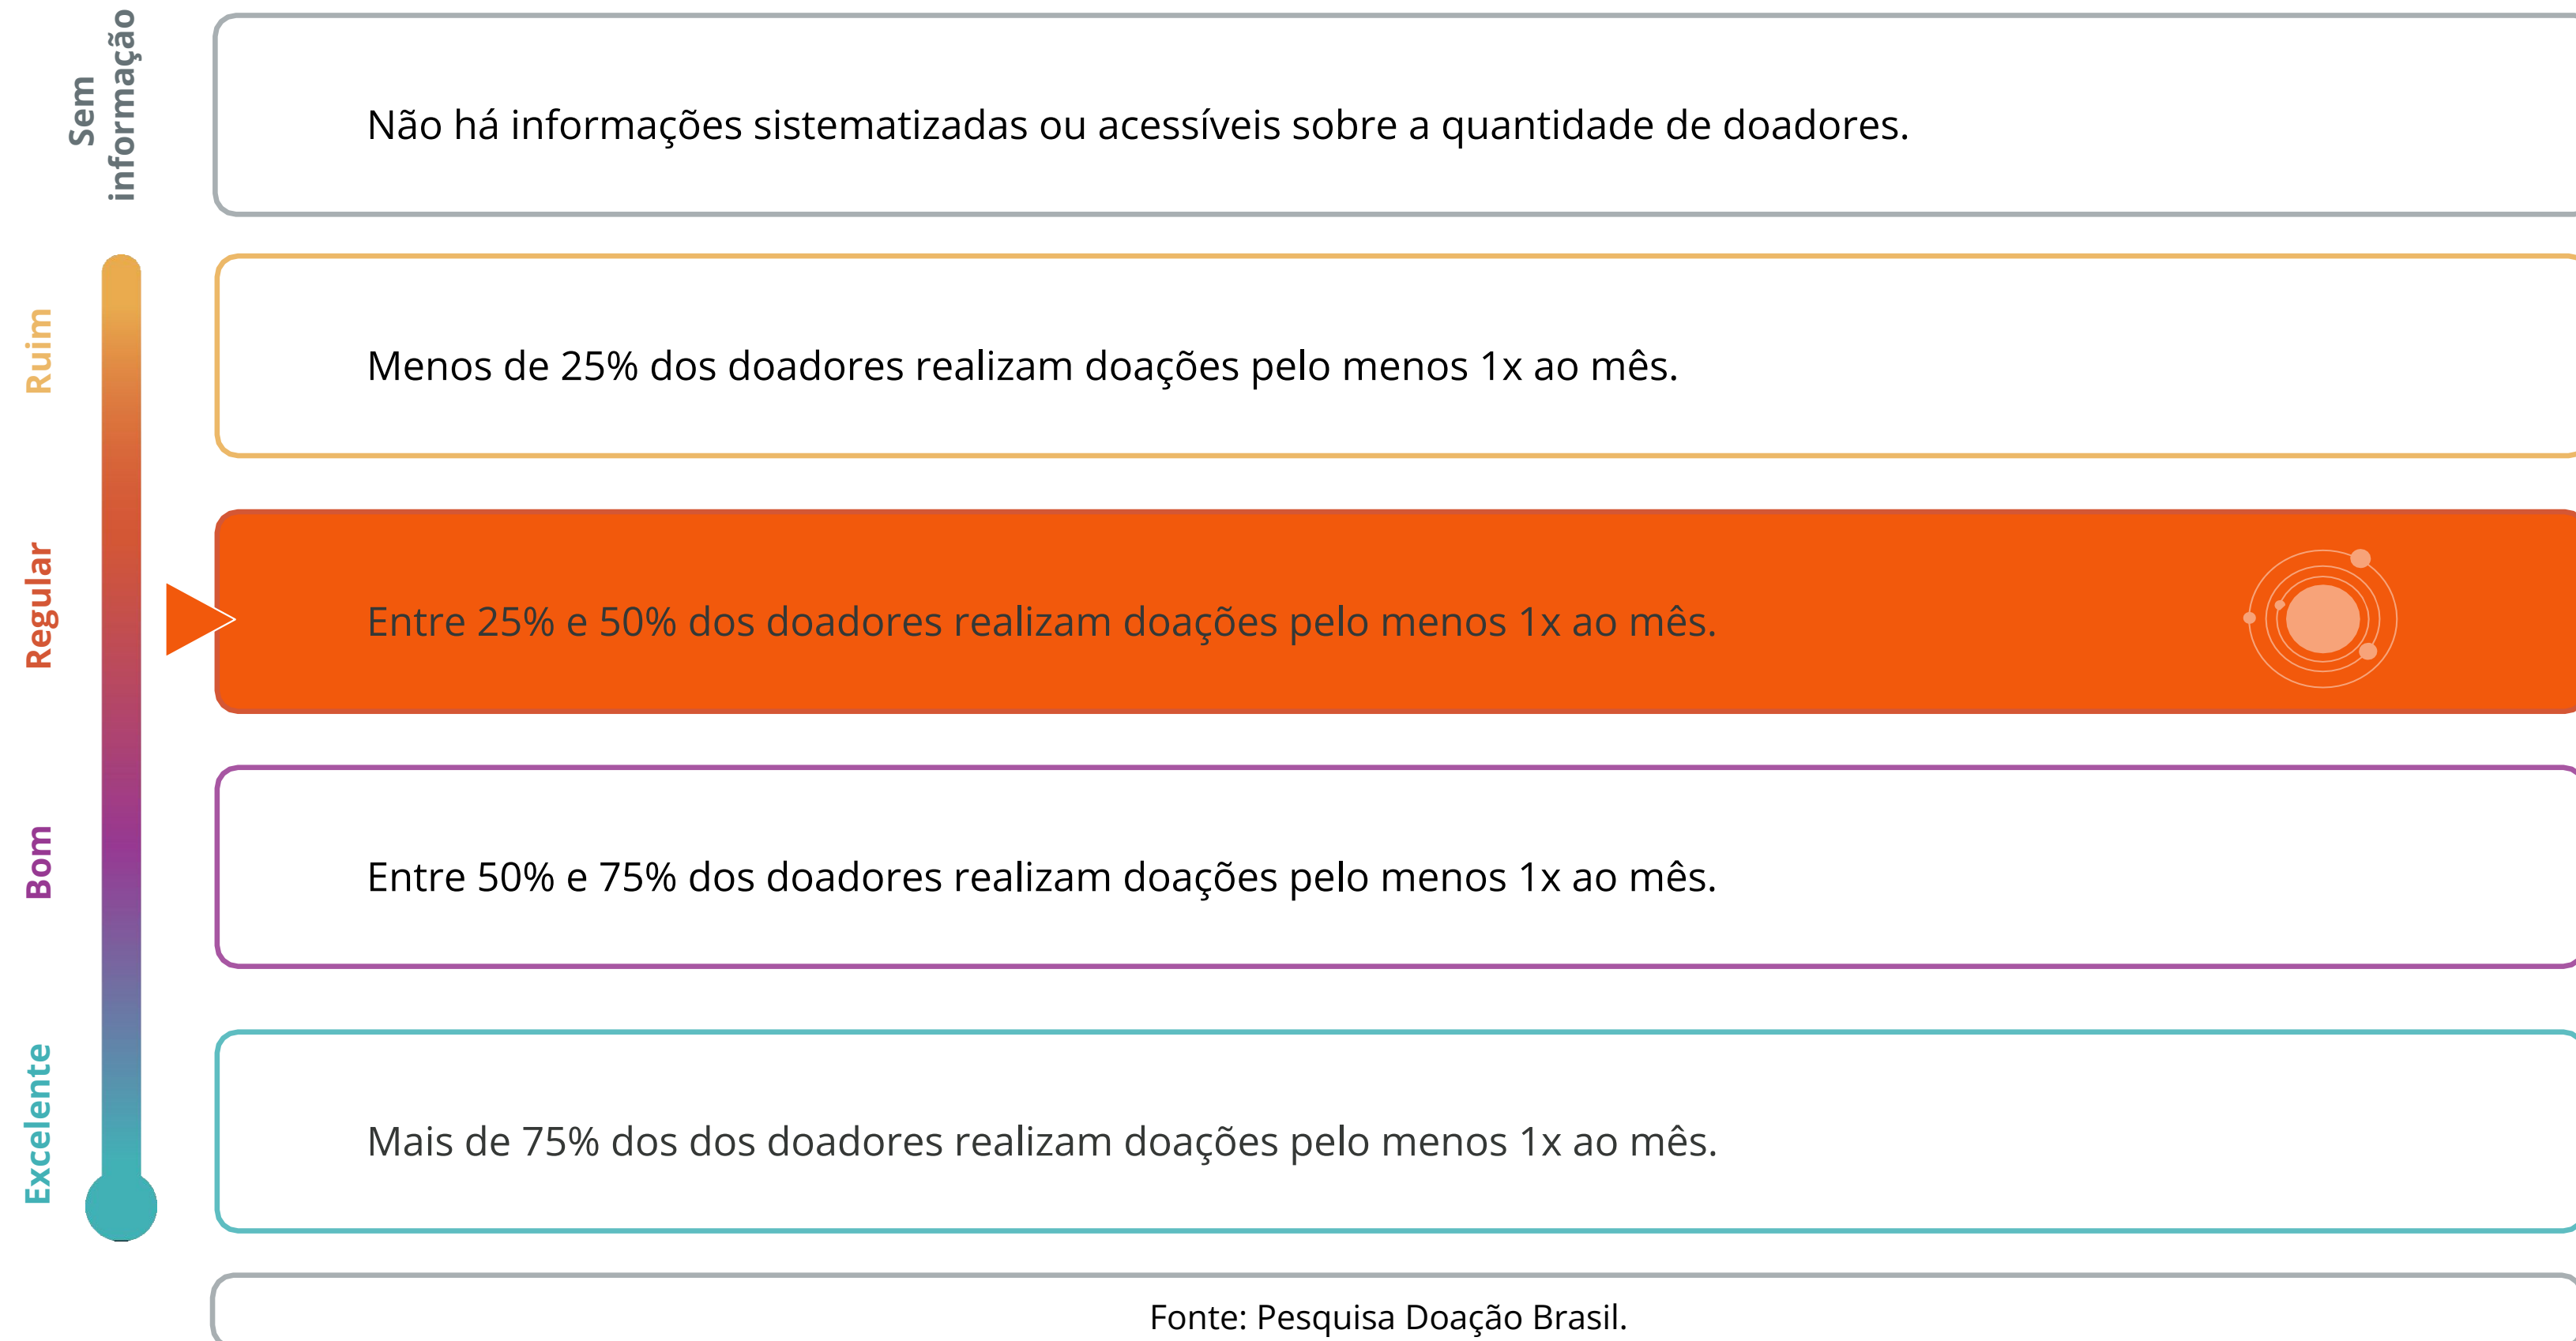 Sem
informação
Não há informações sistematizadas ou acessíveis sobre a quantidade de doadores.
Ruim
Menos de 25% dos doadores realizam doações pelo menos 1x ao mês.
Regular
Entre 25% e 50% dos doadores realizam doações pelo menos 1x ao mês.
Bom
Entre 50% e 75% dos doadores realizam doações pelo menos 1x ao mês.
Excelente
Mais de 75% dos dos doadores realizam doações pelo menos 1x ao mês.
Fonte: Pesquisa Doação Brasil.